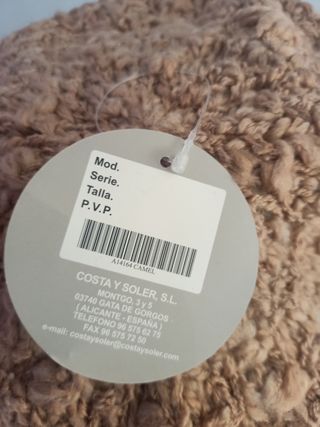 Mod.
Serie.
Talla.
P.V.P.
A14164 CAMEL
COSTA Y SOLER, S.L.
MONTGO, 3 y 5
03740 GATA DE GORGOS
( ALICANTE - ESPAÑA )
TELEFONO 96 575 62 75
FAX 96 575 72 50
e-mail: costaysoler@costaysoler.com